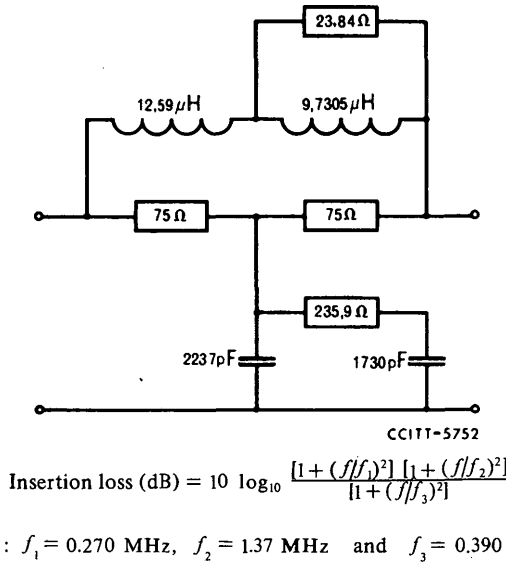 23.84Ω
12,59μH
9,7305μH
75Ω
75Ω
235,9Ω
2237pF
1730pF
CCITT-5752
Insertion loss (dB) = 10 log₁₀ [1 + (f/f₁)²] [1 + (f/f₂)²] / [1 + (f/f₃)²]
: f₁ = 0.270 MHz, f₂ = 1.37 MHz and f₃ = 0.390